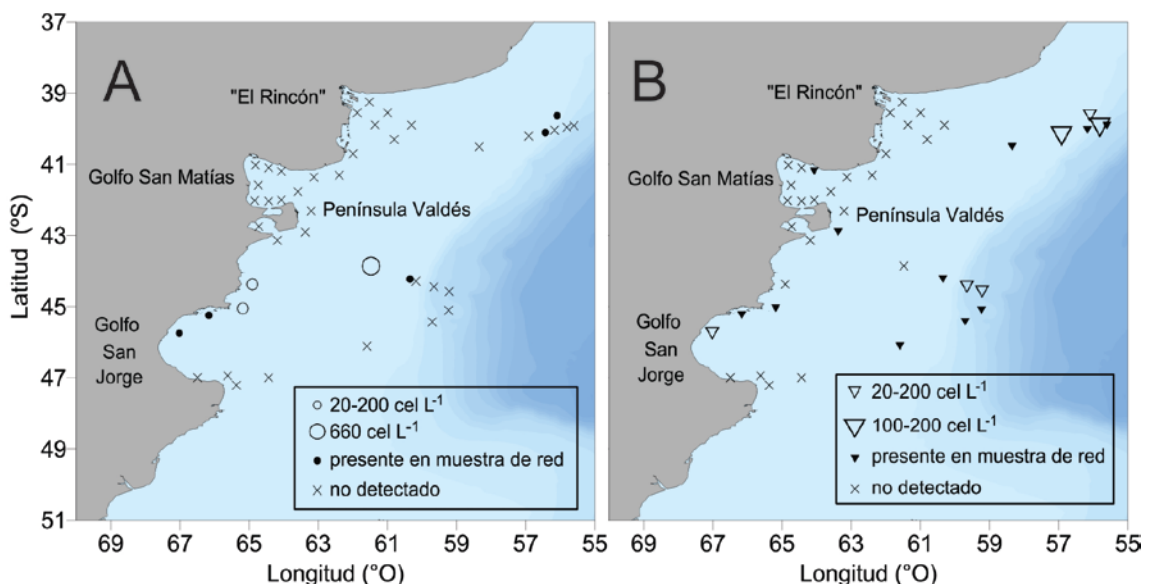 A
"El Rincón"
Golfo San Matías
Península Valdés
Golfo
San
Jorge
20-200 cel L⁻¹
660 cel L⁻¹
presente en muestra de red
no detectado
37
39
41
43
45
47
49
51
Latitud (ºS)
69 67 65 63 61 59 57 55
Longitud (°O)
B
"El Rincón"
Golfo San Matías
Península Valdés
Golfo
San
Jorge
20-200 cel L⁻¹
100-200 cel L⁻¹
presente en muestra de red
no detectado
69 67 65 63 61 59 57 55
Longitud (°O)